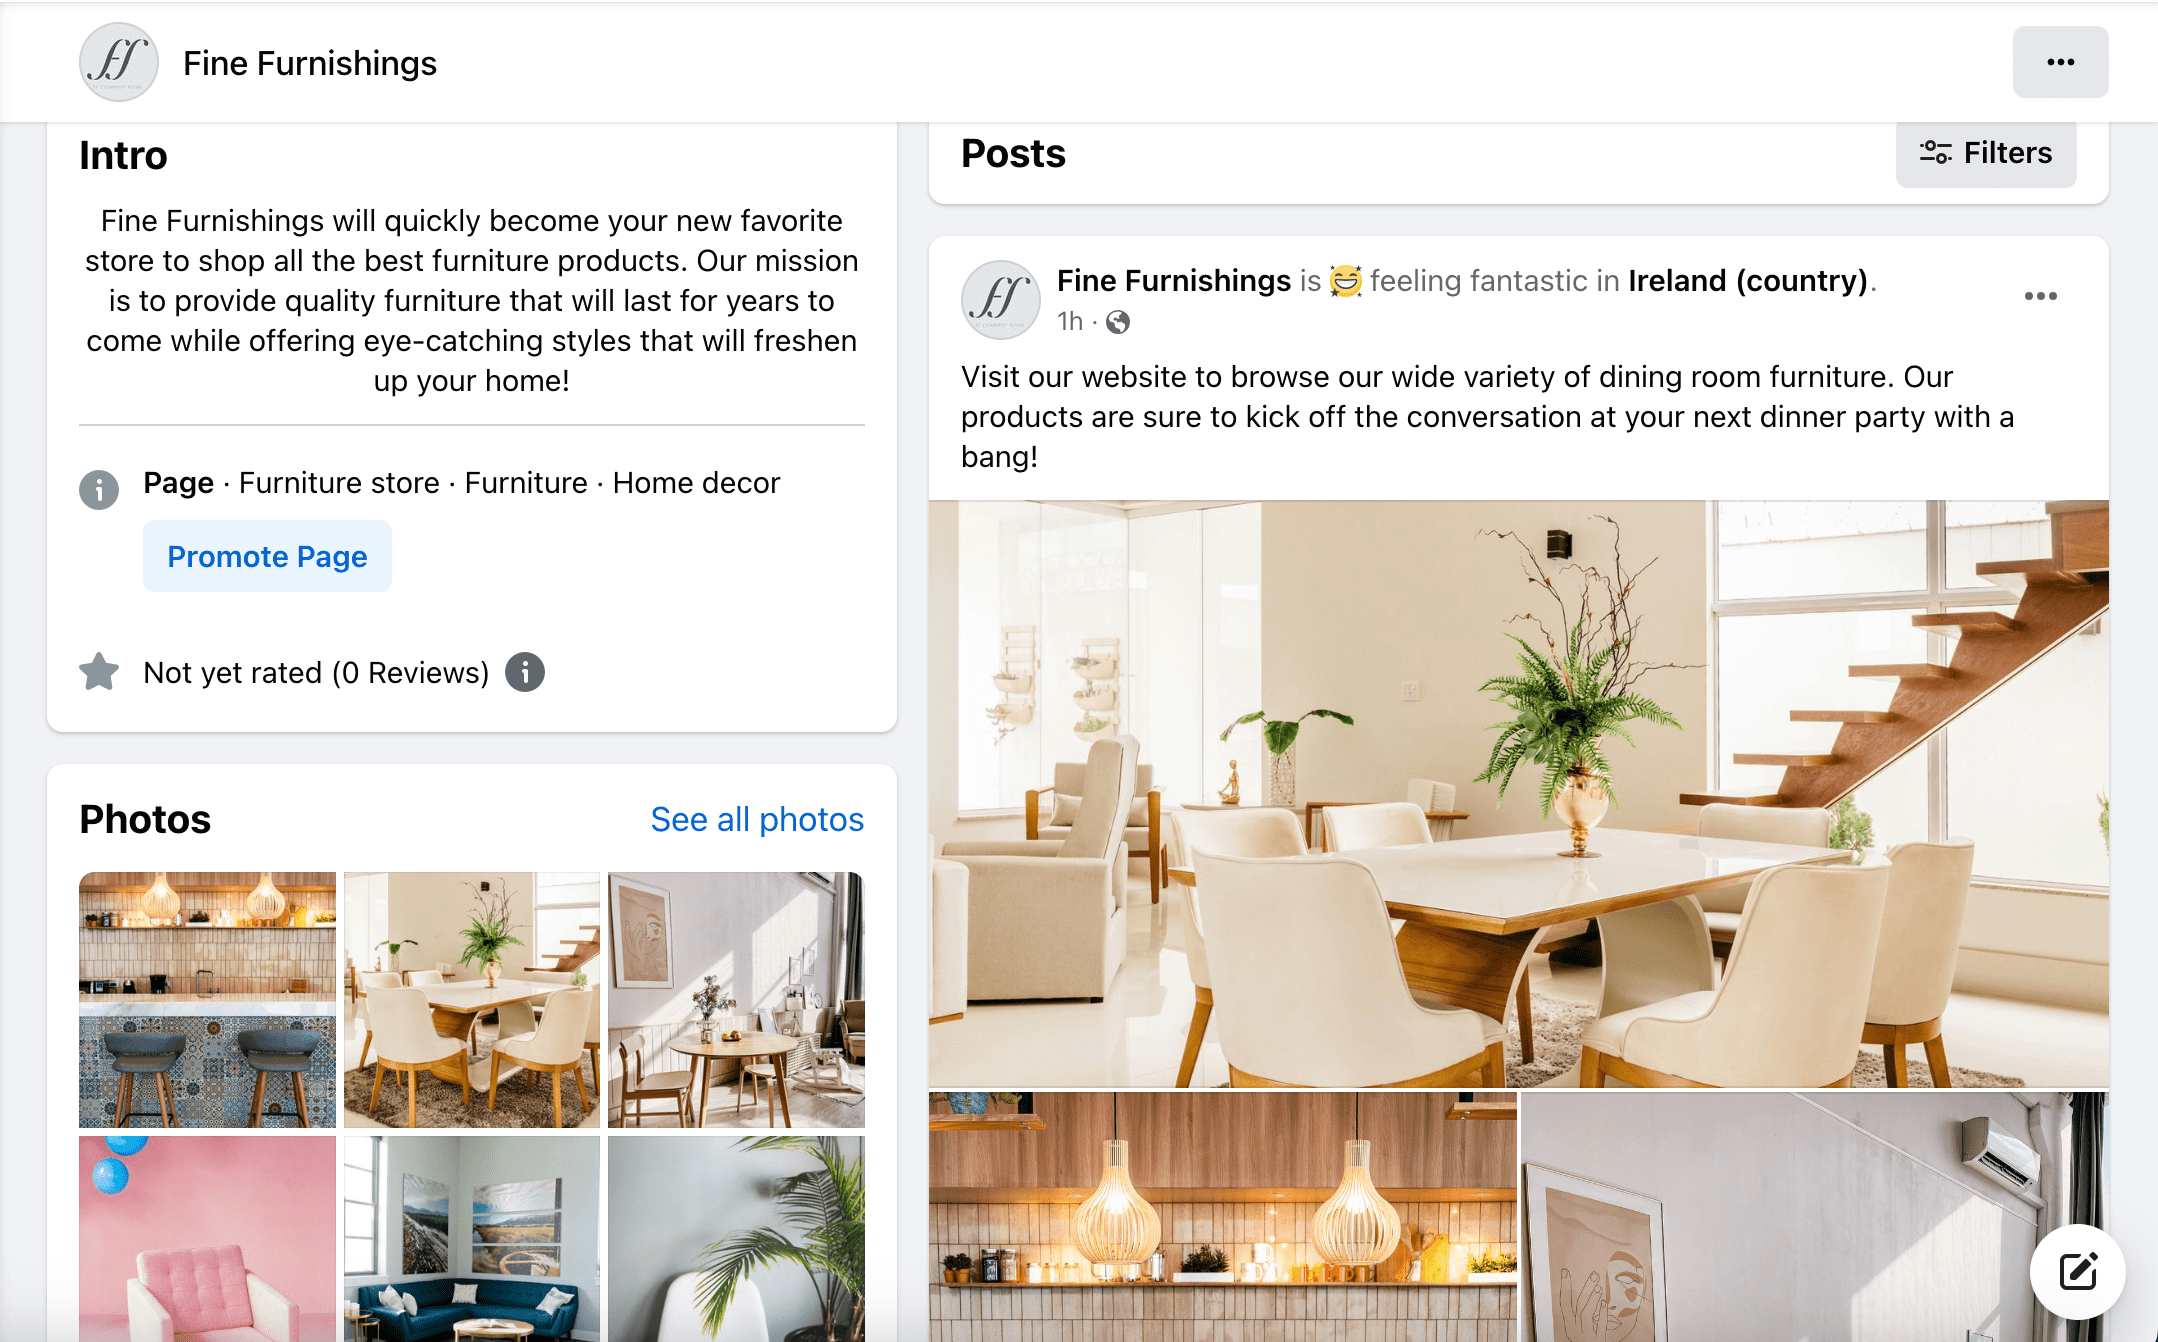 Fine Furnishings
Intro
Fine Furnishings will quickly become your new favorite
store to shop all the best furniture products. Our mission
is to provide quality furniture that will last for years to
come while offering eye-catching styles that will freshen
up your home!
Page · Furniture store · Furniture · Home decor
Promote Page
Not yet rated (0 Reviews)
Photos
See all photos
Posts
Filters
Fine Furnishings is 😆 feeling fantastic in Ireland (country).
1h ·
Visit our website to browse our wide variety of dining room furniture. Our
products are sure to kick off the conversation at your next dinner party with a
bang!